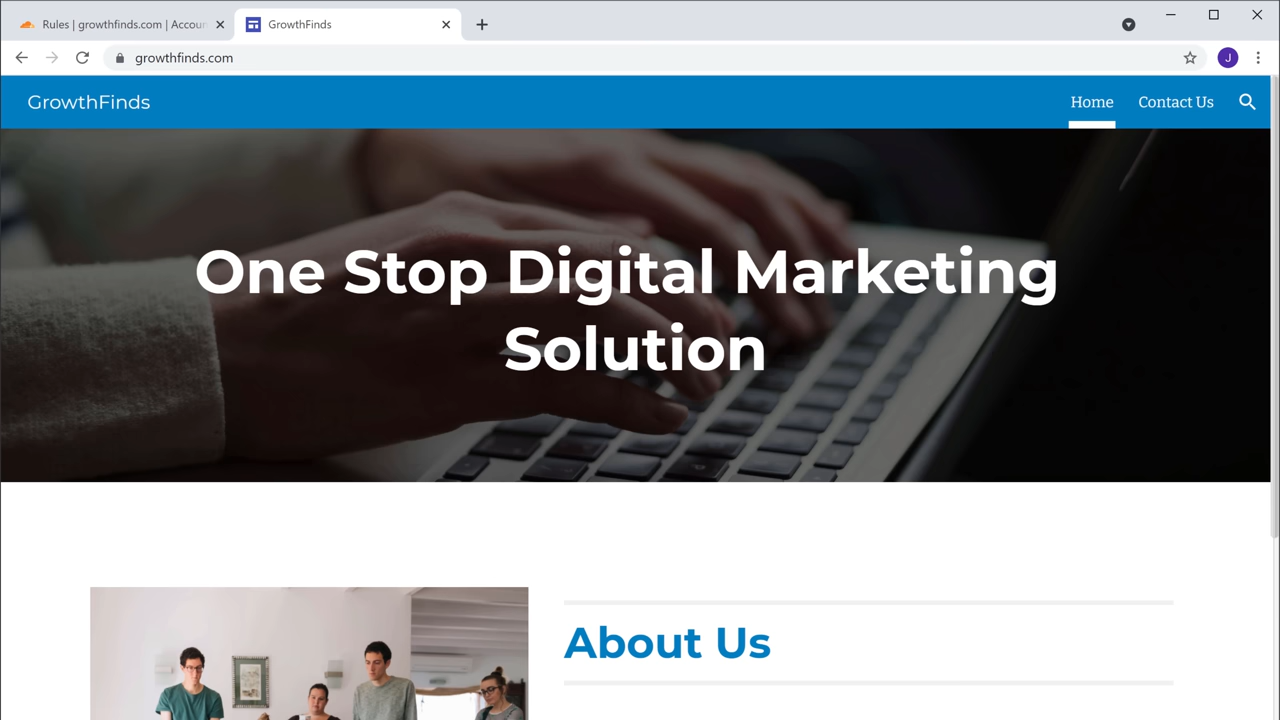 Rules | growthfinds.com | Accoun
GrowthFinds
growthfinds.com
J
GrowthFinds
Home
Contact Us
One Stop Digital Marketing
Solution
About Us